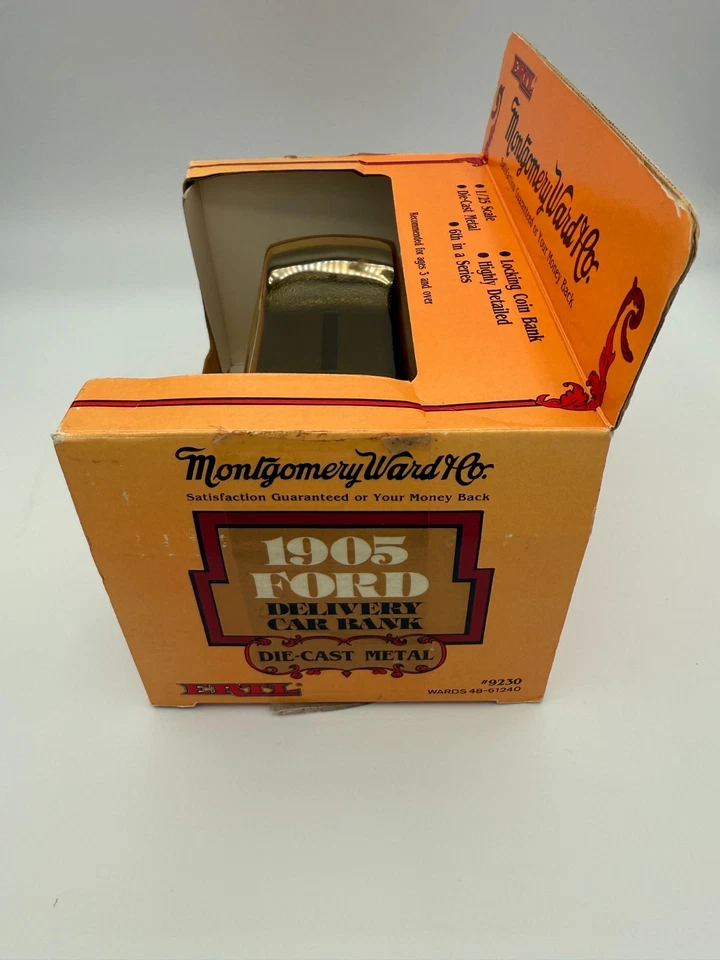 ERTL
Montgomery Ward & Co.
Satisfaction Guaranteed or Your Money Back
• 1/25 Scale
• Die-Cast Metal
• Locking Coin Bank
• Highly Detailed
• 6th in a Series
Recommended for ages 3 and over
Montgomery Ward & Co.
Satisfaction Guaranteed or Your Money Back
1905
FORD
DELIVERY
CAR BANK
DIE-CAST METAL
ERTL
#9230
WARDS 48-61240